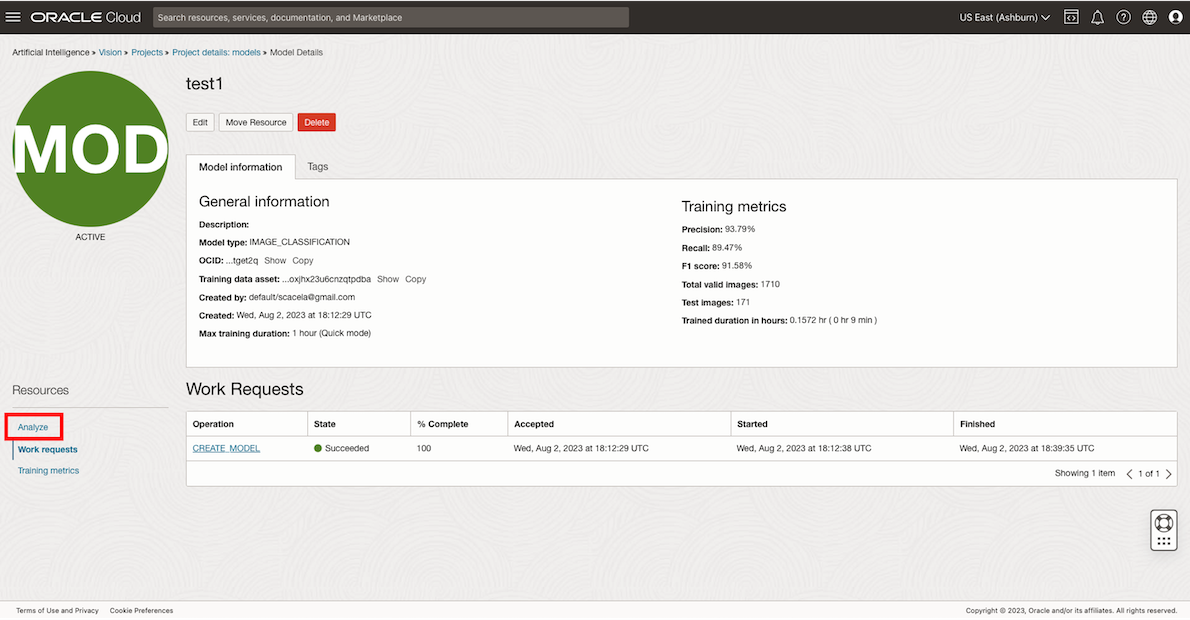 ORACLE Cloud
Search resources, services, documentation, and Marketplace
US East (Ashburn)
Artificial Intelligence » Vision » Projects » Project details: models » Model Details
MOD
ACTIVE
test1
Edit
Move Resource
Delete
Model information
Tags
General information
Description:
Model type: IMAGE_CLASSIFICATION
OCID: ...tget2q Show Copy
Training data asset: ...oxjhx23u6cnzqtpdba Show Copy
Created by: default/scacela@gmail.com
Created: Wed, Aug 2, 2023 at 18:12:29 UTC
Max training duration: 1 hour (Quick mode)
Training metrics
Precision: 93.79%
Recall: 89.47%
F1 score: 91.58%
Total valid images: 1710
Test images: 171
Trained duration in hours: 0.1572 hr ( 0 hr 9 min )
Resources
Analyze
Work requests
Training metrics
Work Requests
Operation State % Complete Accepted Started Finished
CREATE_MODEL Succeeded 100 Wed, Aug 2, 2023 at 18:12:29 UTC Wed, Aug 2, 2023 at 18:12:38 UTC Wed, Aug 2, 2023 at 18:39:35 UTC
Showing 1 item 1 of 1
Terms of Use and Privacy Cookie Preferences
Copyright © 2023, Oracle and/or its affiliates. All rights reserved.